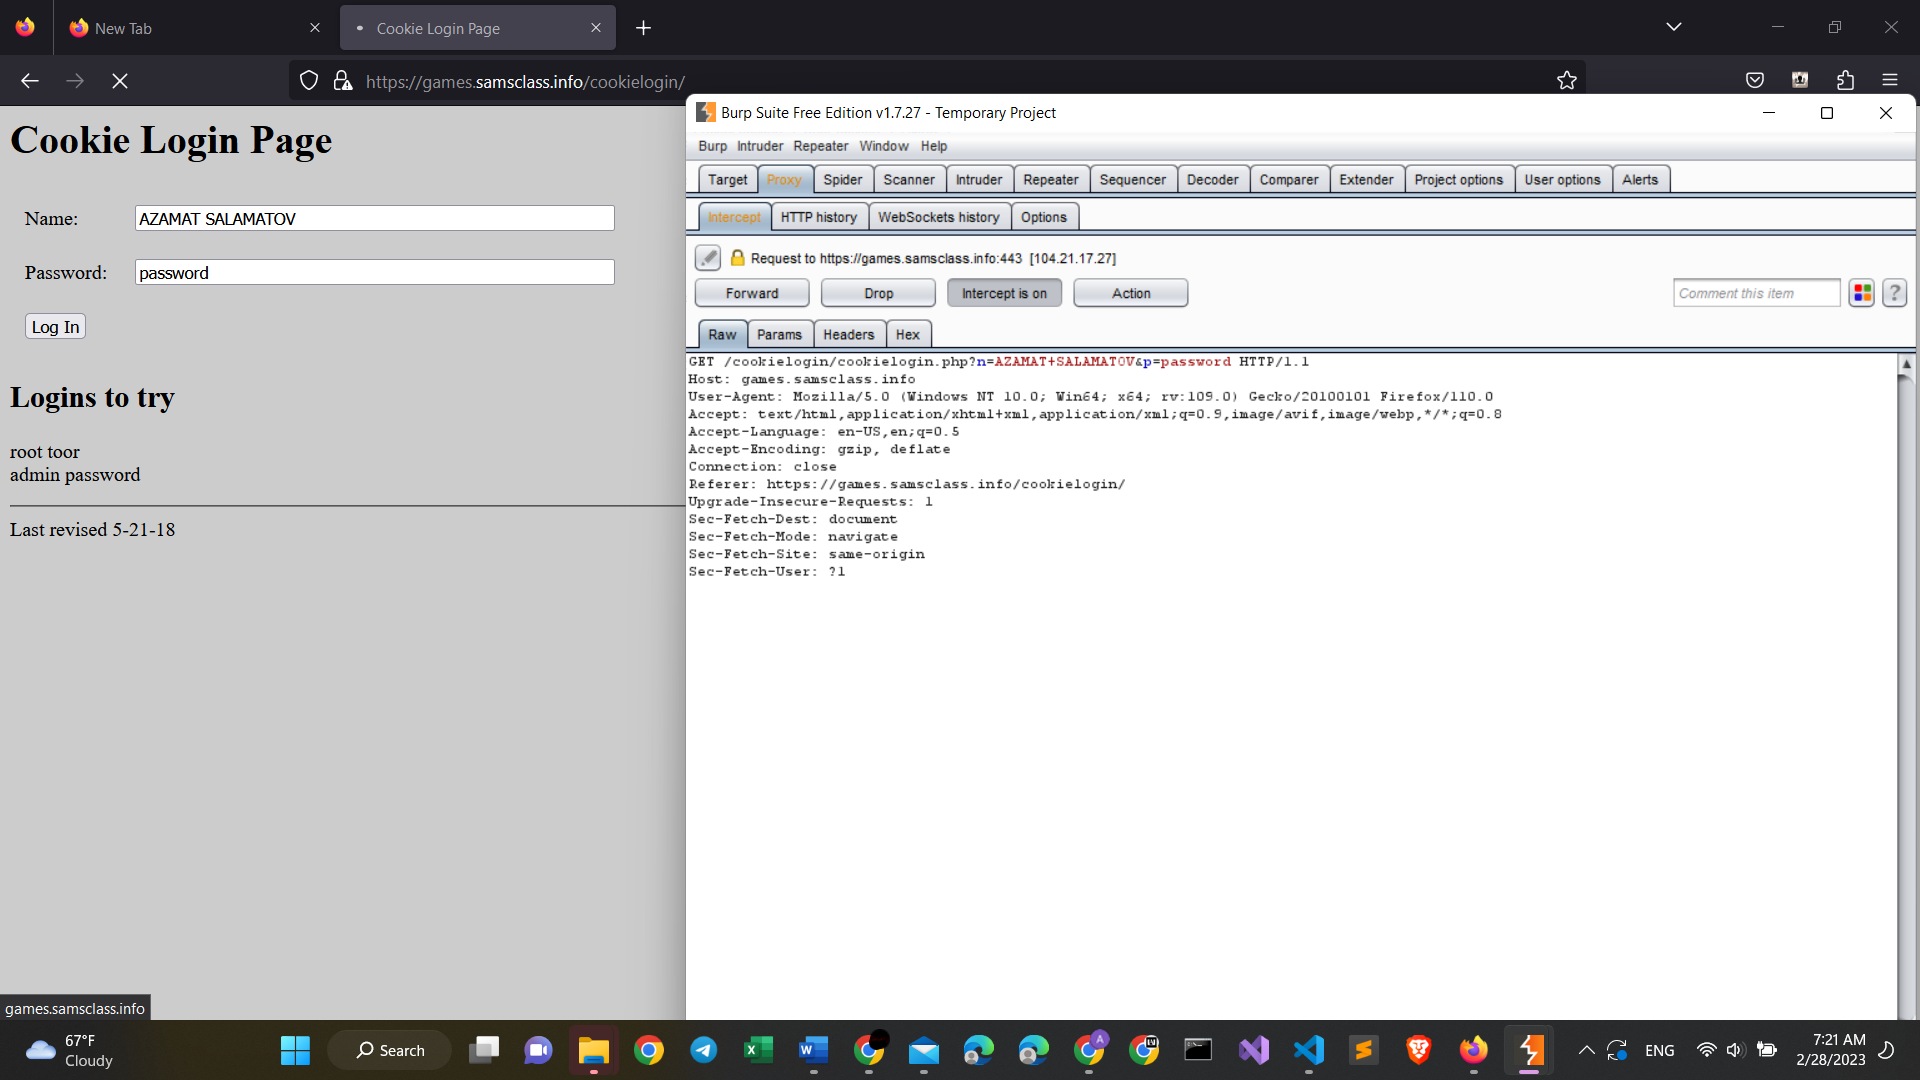 New Tab
Cookie Login Page
https://games.samsclass.info/cookielogin/
Cookie Login Page
Name:
AZAMAT SALAMATOV
Password:
password
Log In
Logins to try
root toor
admin password
Last revised 5-21-18
games.samsclass.info
Burp Suite Free Edition v1.7.27 - Temporary Project
Burp Intruder Repeater Window Help
Target Proxy Spider Scanner Intruder Repeater Sequencer Decoder Comparer Extender Project options User options Alerts
Intercept HTTP history WebSockets history Options
Request to https://games.samsclass.info:443 [104.21.17.27]
Forward Drop Intercept is on Action Comment this item ?
Raw Params Headers Hex
GET /cookielogin/cookielogin.php?n=AZAMAT+SALAMATOV&p=password HTTP/1.1
Host: games.samsclass.info
User-Agent: Mozilla/5.0 (Windows NT 10.0; Win64; x64; rv:109.0) Gecko/20100101 Firefox/110.0
Accept: text/html,application/xhtml+xml,application/xml;q=0.9,image/avif,image/webp,*/*;q=0.8
Accept-Language: en-US,en;q=0.5
Accept-Encoding: gzip, deflate
Connection: close
Referer: https://games.samsclass.info/cookielogin/
Upgrade-Insecure-Requests: 1
Sec-Fetch-Dest: document
Sec-Fetch-Mode: navigate
Sec-Fetch-Site: same-origin
Sec-Fetch-User: ?1
67°F
Cloudy
Search
ENG
7:21 AM
2/28/2023